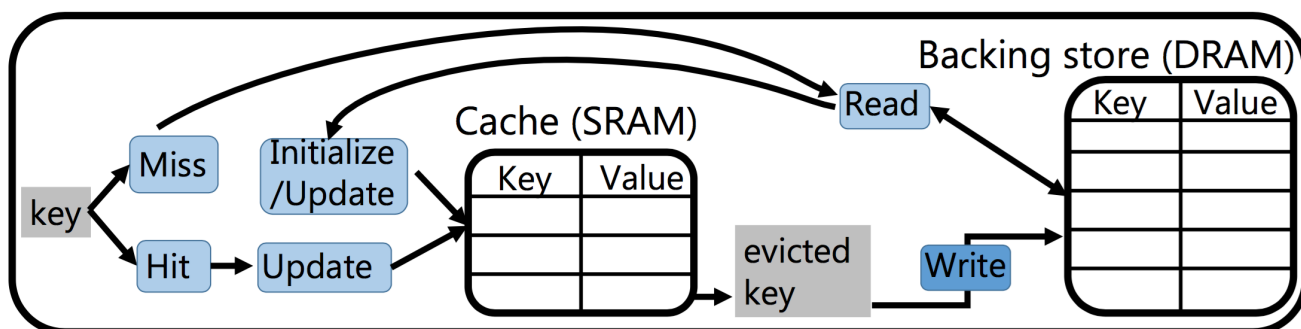 Backing store (DRAM)
Key Value
Read
Cache (SRAM)
Key Value
Miss
Initialize
/Update
key
Hit
Update
evicted
key
Write